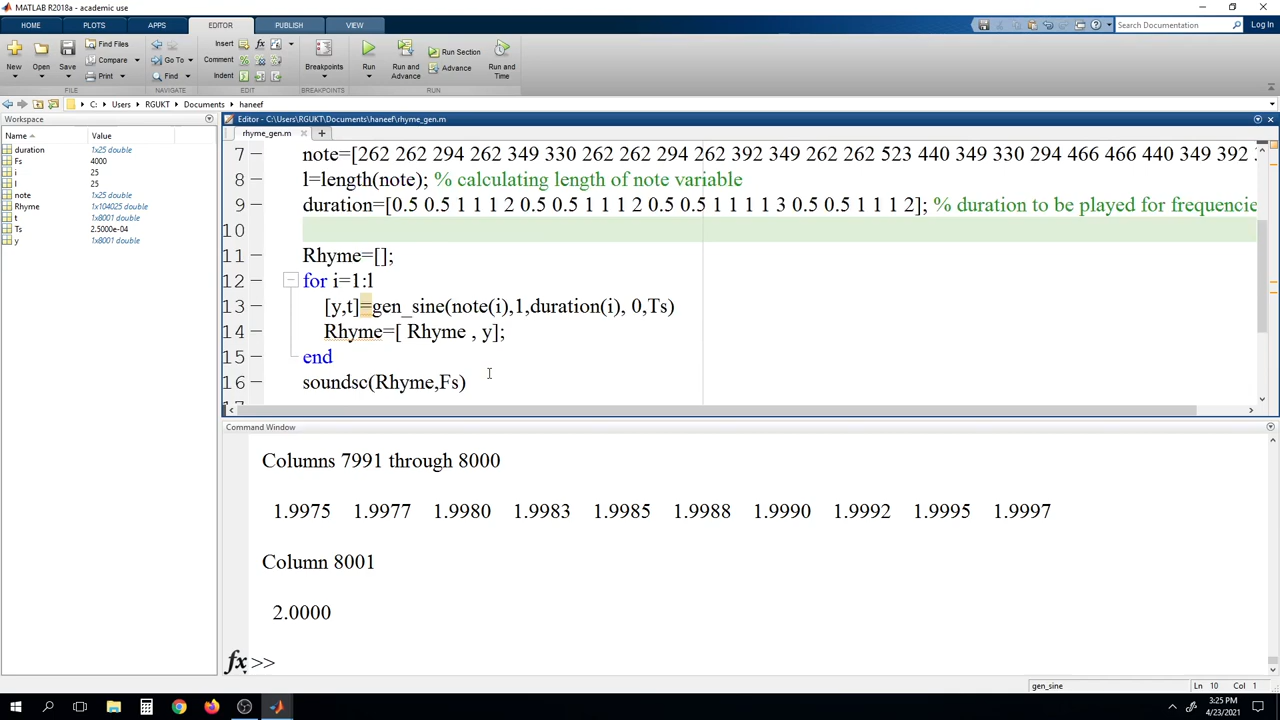 MATLAB R2018a - academic use
HOME PLOTS APPS EDITOR PUBLISH VIEW Search Documentation Log In
New Open Save Find Files Compare Print Go To Find Insert Comment Indent fx Breakpoints Run Run and Advance Run Section Advance Run and Time
FILE NAVIGATE EDIT BREAKPOINTS RUN
C: Users RGUKT Documents haneef
Workspace
Name Value
duration 1x25 double
Fs 4000
i 25
l 25
note 1x25 double
Rhyme 1x104025 double
t 1x8001 double
Ts 2.5000e-04
y 1x8001 double
Editor - C:\Users\RGUKT\Documents\haneef\rhyme_gen.m
rhyme_gen.m
7 note=[262 262 294 262 349 330 262 262 294 262 392 349 262 262 523 440 349 330 294 466 466 440 349 392
8 l=length(note); % calculating length of note variable
9 duration=[0.5 0.5 1 1 1 2 0.5 0.5 1 1 1 2 0.5 0.5 1 1 1 1 3 0.5 0.5 1 1 1 2]; % duration to be played for frequencie
10
11 Rhyme=[];
12 for i=1:l
13 [y,t]=gen_sine(note(i),1,duration(i), 0,Ts)
14 Rhyme=[ Rhyme , y];
15 end
16 soundsc(Rhyme,Fs)
Command Window
Columns 7991 through 8000
1.9975 1.9977 1.9980 1.9983 1.9985 1.9988 1.9990 1.9992 1.9995 1.9997
Column 8001
2.0000
fx >>
gen_sine Ln 10 Col 1
3:25 PM
4/23/2021